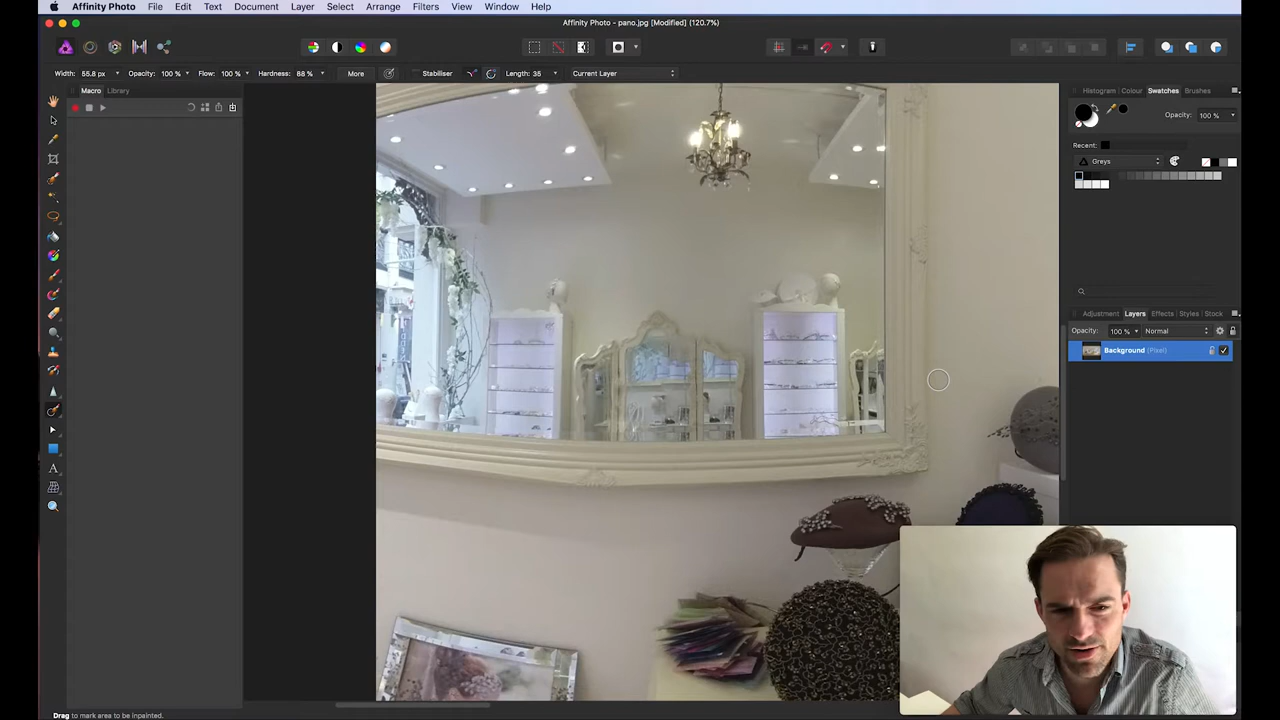 Affinity Photo File Edit Text Document Layer Select Arrange Filters View Window Help
Affinity Photo - pano.jpg [Modified] (120.7%)
Width: 55.8 px Opacity: 100 % Flow: 100 % Hardness: 88 % More Stabiliser Length: 35 Current Layer
Macro Library
Histogram Colour Swatches Brushes
Opacity: 100 %
Recent:
Greys
Adjustment Layers Effects Styles Stock
Opacity: 100 % Normal
Background (Pixel)
A
Drag to mark area to be inpainted.